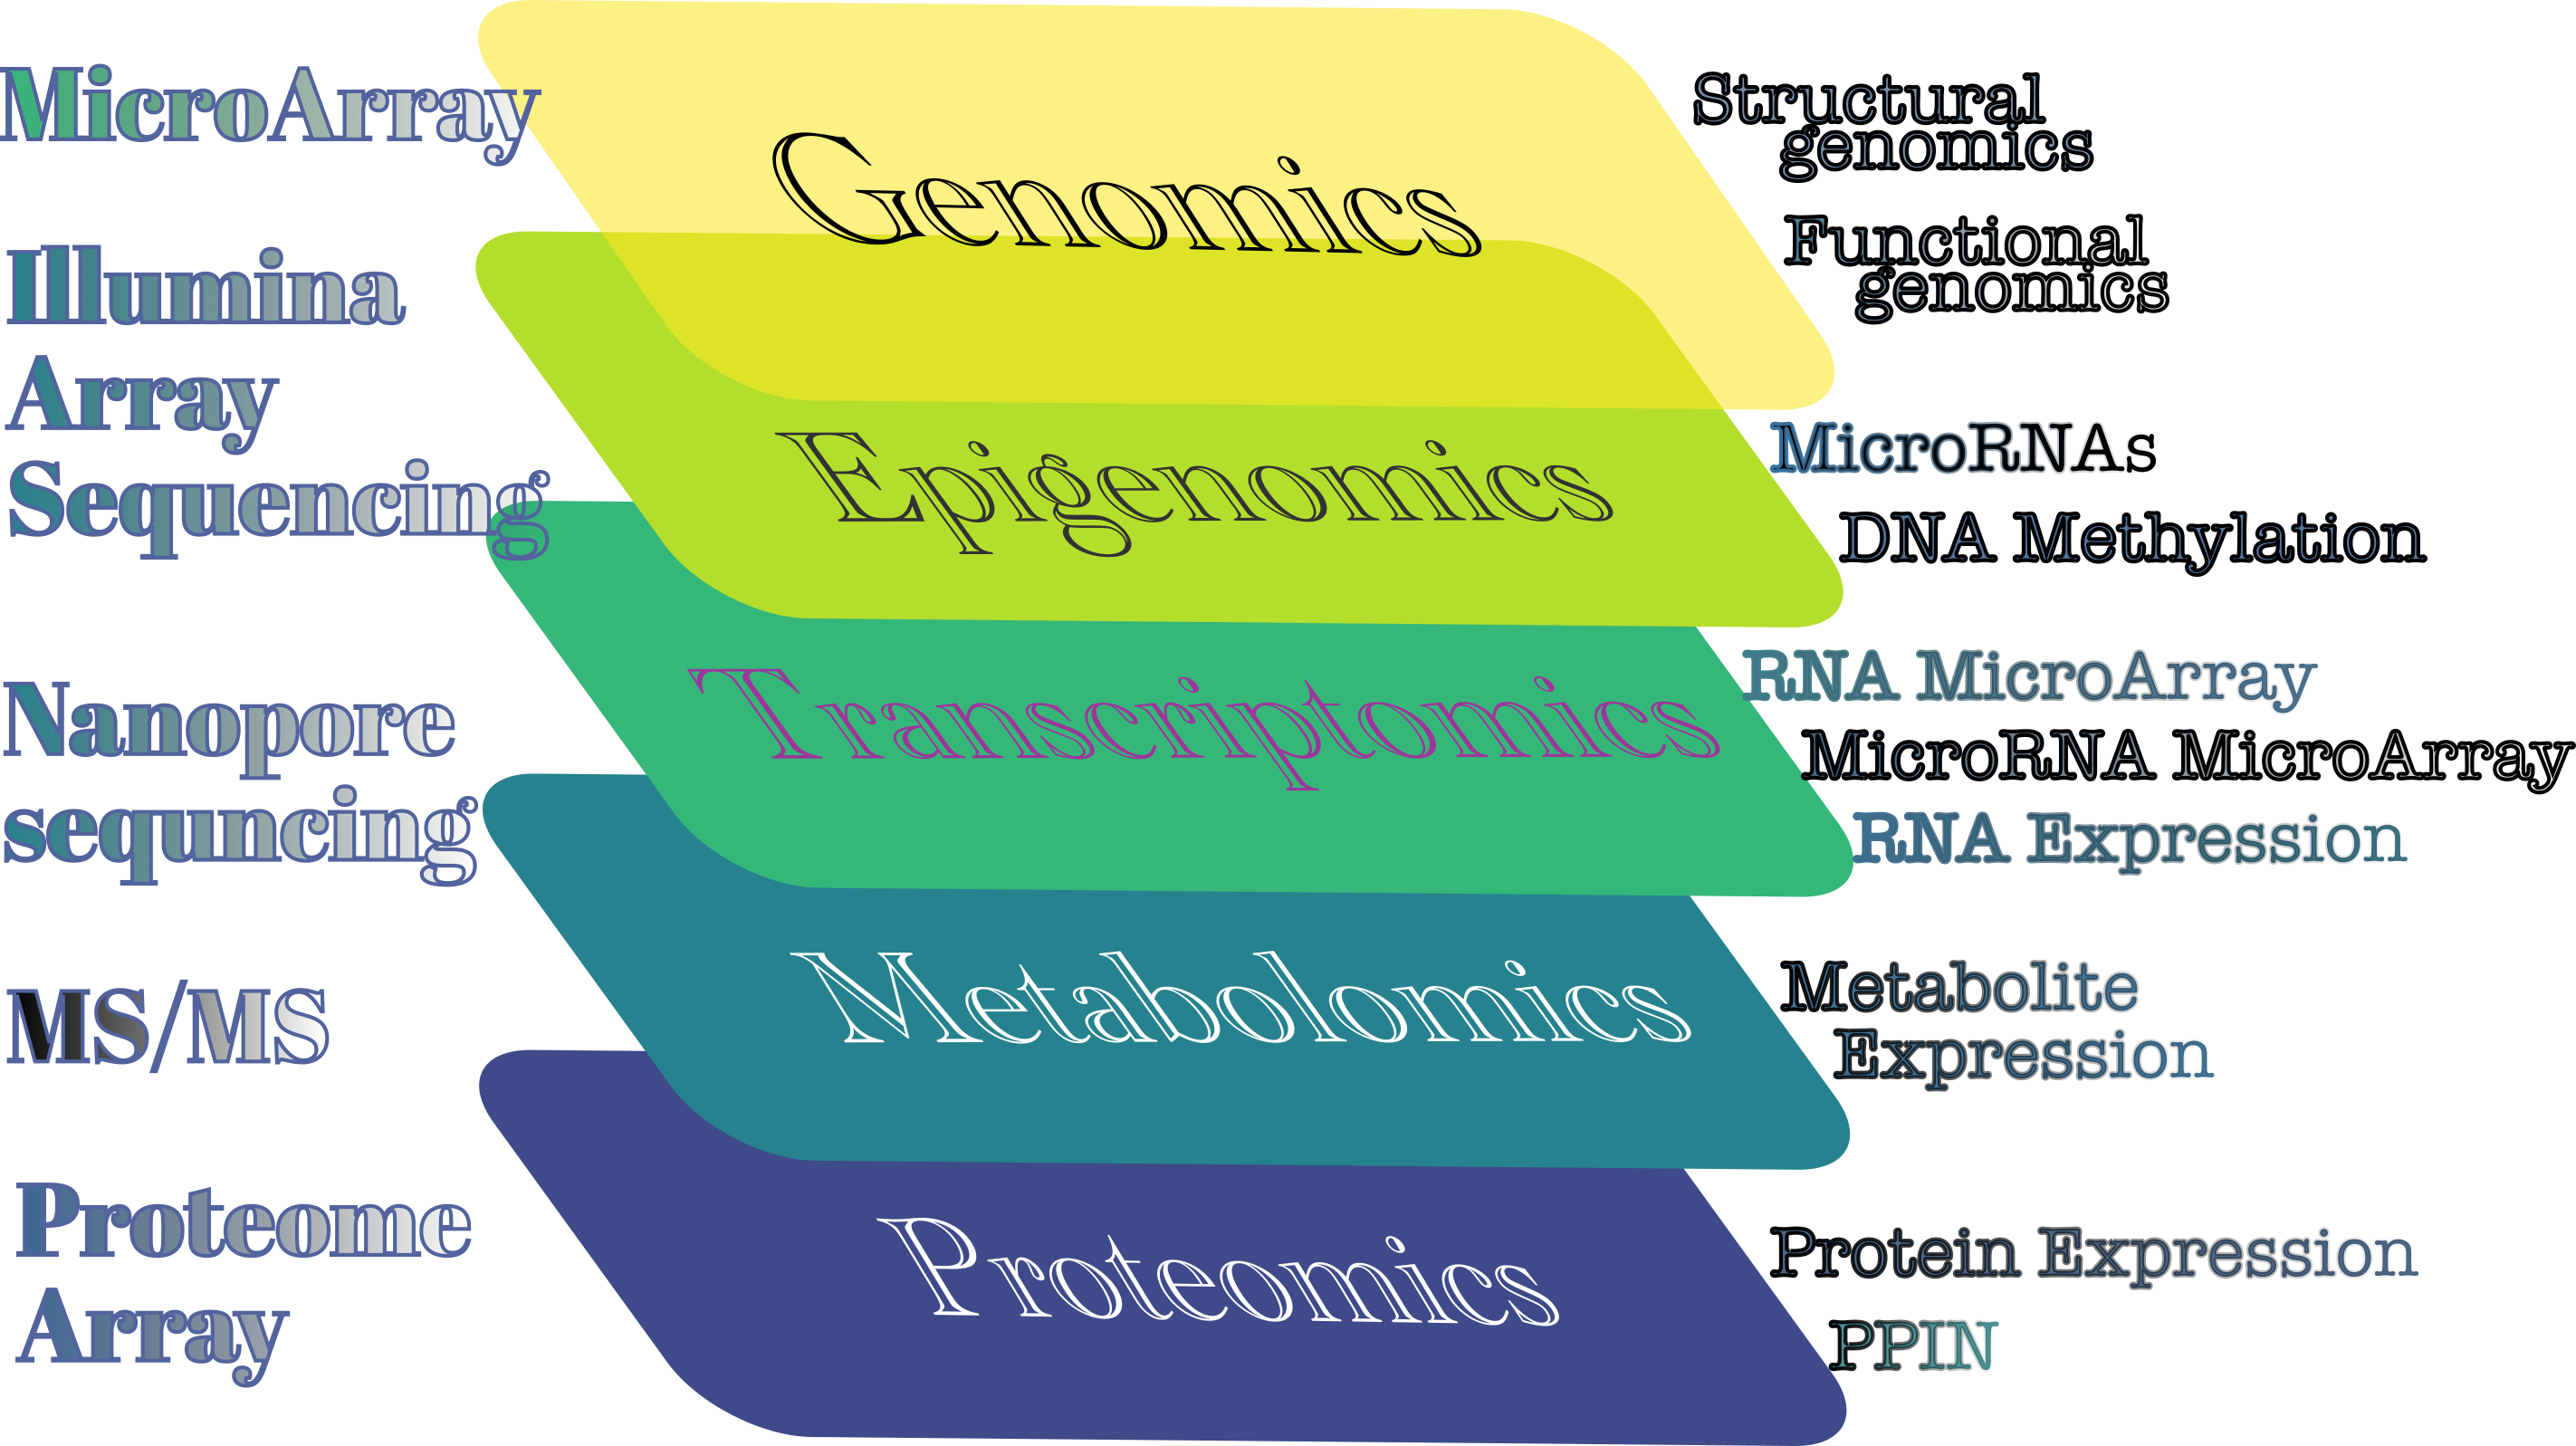 MicroArray
Illumina
Array
Sequencing
Nanopore
sequncing
MS/MS
Proteome
Array
Genomics
Epigenomics
Transcriptomics
Metabolomics
Proteomics
Structural
genomics
Functional
genomics
MicroRNAs
DNA Methylation
RNA MicroArray
MicroRNA MicroArray
RNA Expression
Metabolite
Expression
Protein Expression
PPIN